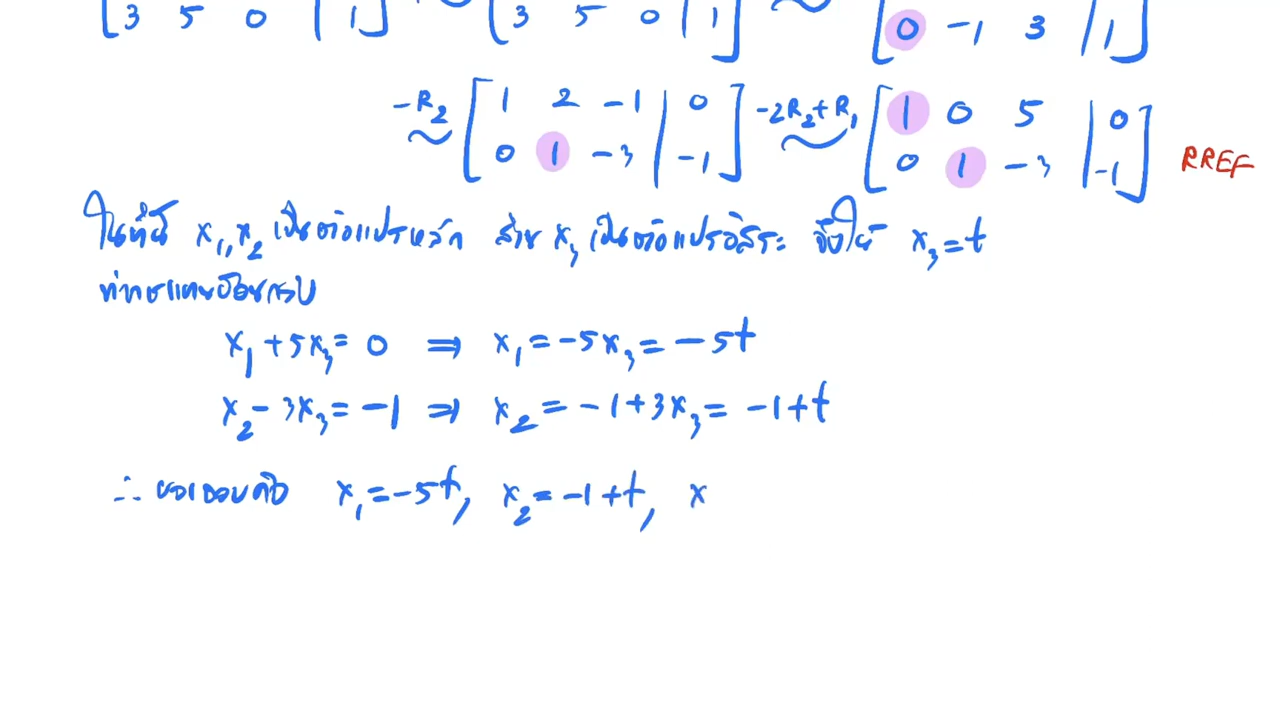 [3 5 0 | 1] ~ [3 5 0 | 1] ~ [0 -1 3 | 1]
-R₂ ~ [1 2 -1 | 0] -2R₂+R₁ ~ [1 0 5 | 0]
[0 1 -3 | -1] [0 1 -3 | -1] RREF
ในที่นี้ x₁, x₂ เป็นตัวแปรหลัก ส่วน x₃ เป็นตัวแปรอิสระ จึงให้ x₃ = t
ทำการแทนย้อนกลับ
x₁ + 5x₃ = 0 ⇒ x₁ = -5x₃ = -5t
x₂ - 3x₃ = -1 ⇒ x₂ = -1 + 3x₃ = -1 + t
∴ ผลเฉลยคือ x₁ = -5t, x₂ = -1 + t, x